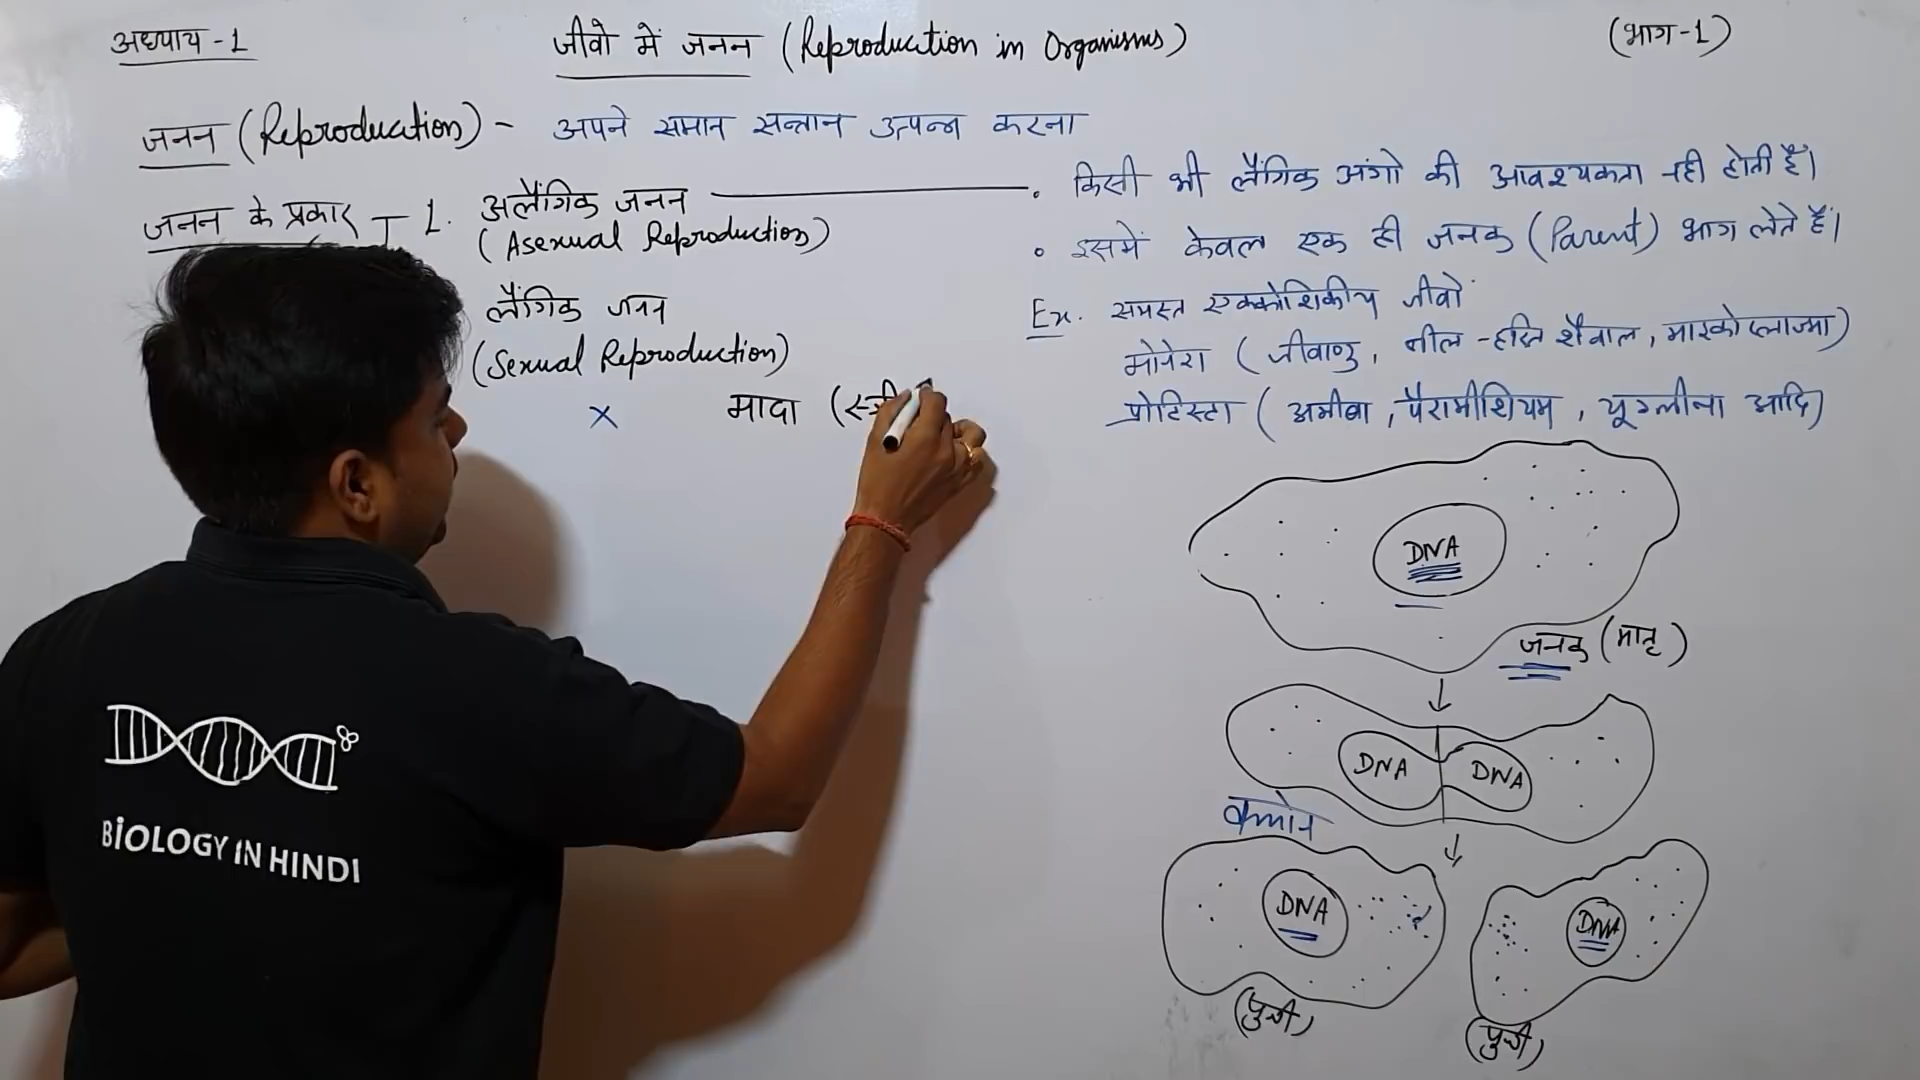 अध्याय-1
जीवो में जनन (Reproduction in Organisms)
(भाग-1)
जनन (Reproduction) - अपने समान सन्तान उत्पन्न करना
जनन के प्रकार - 1. अलैंगिक जनन
(Asexual Reproduction)
लैंगिक जनन
(Sexual Reproduction)
× मादा (स्त्री
• किसी भी लैंगिक अंगो की आवश्यकता नही होती हैं।
• इसमें केवल एक ही जनक (Parent) भाग लेते हैं।
Ex. समस्त एककोशिकीय जीवों
मोनेरा (जीवाणु, नील-हरित शैवाल, माइकोप्लाज्मा)
प्रोटिस्टा (अमीबा, पैरामीशियम, यूग्लीना आदि)
DNA
जनक (मातृ)
DNA DNA
क्लोन
DNA
DNA
(पुत्री)
(पुत्री)
BIOLOGY IN HINDI